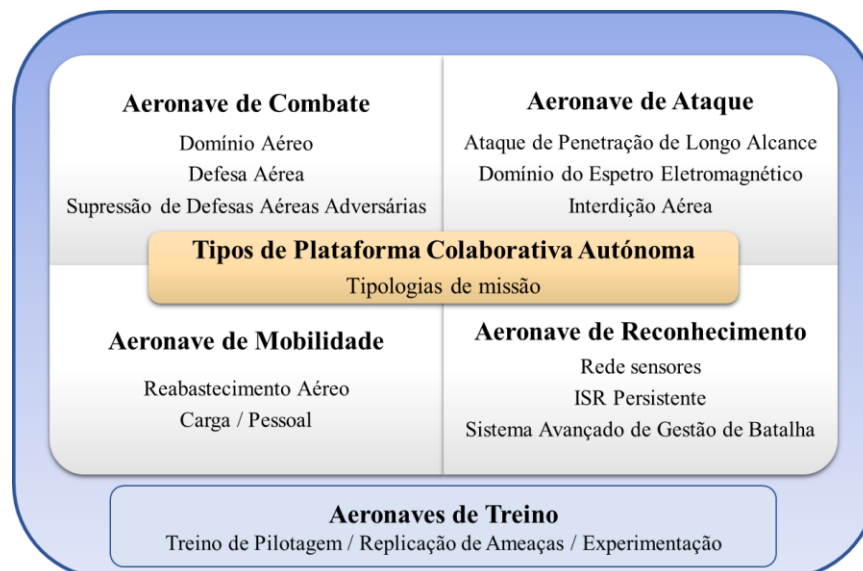 Aeronave de Combate
Domínio Aéreo
Defesa Aérea
Supressão de Defesas Aéreas Adversárias
Aeronave de Ataque
Ataque de Penetração de Longo Alcance
Domínio do Espetro Eletromagnético
Interdição Aérea
Tipos de Plataforma Colaborativa Autónoma
Tipologias de missão
Aeronave de Mobilidade
Reabastecimento Aéreo
Carga / Pessoal
Aeronave de Reconhecimento
Rede sensores
ISR Persistente
Sistema Avançado de Gestão de Batalha
Aeronaves de Treino
Treino de Pilotagem / Replicação de Ameaças / Experimentação